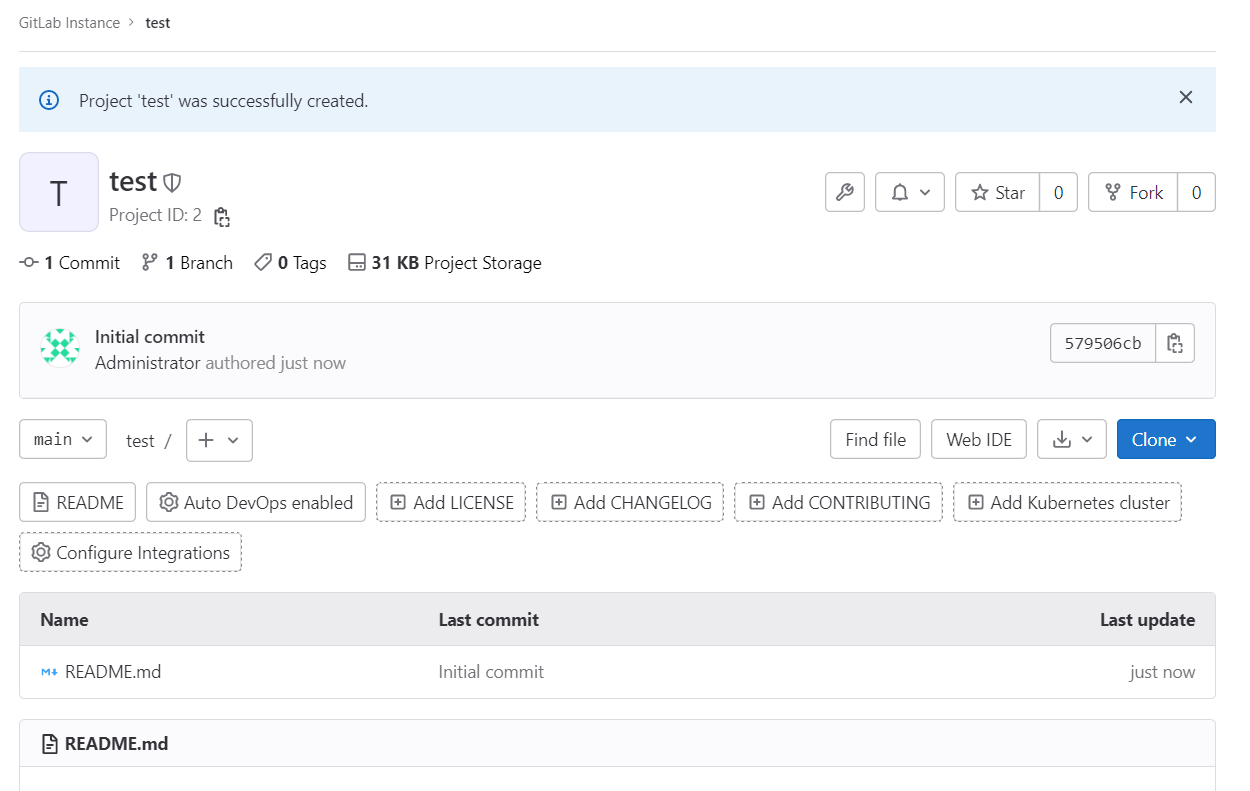 GitLab Instance > test
Project 'test' was successfully created.
T
test
Project ID: 2
Star 0 Fork 0
1 Commit 1 Branch 0 Tags 31 KB Project Storage
Initial commit
Administrator authored just now
579506cb
main test / + Find file Web IDE Clone
README Auto DevOps enabled Add LICENSE Add CHANGELOG Add CONTRIBUTING Add Kubernetes cluster
Configure Integrations
Name Last commit Last update
M README.md Initial commit just now
README.md